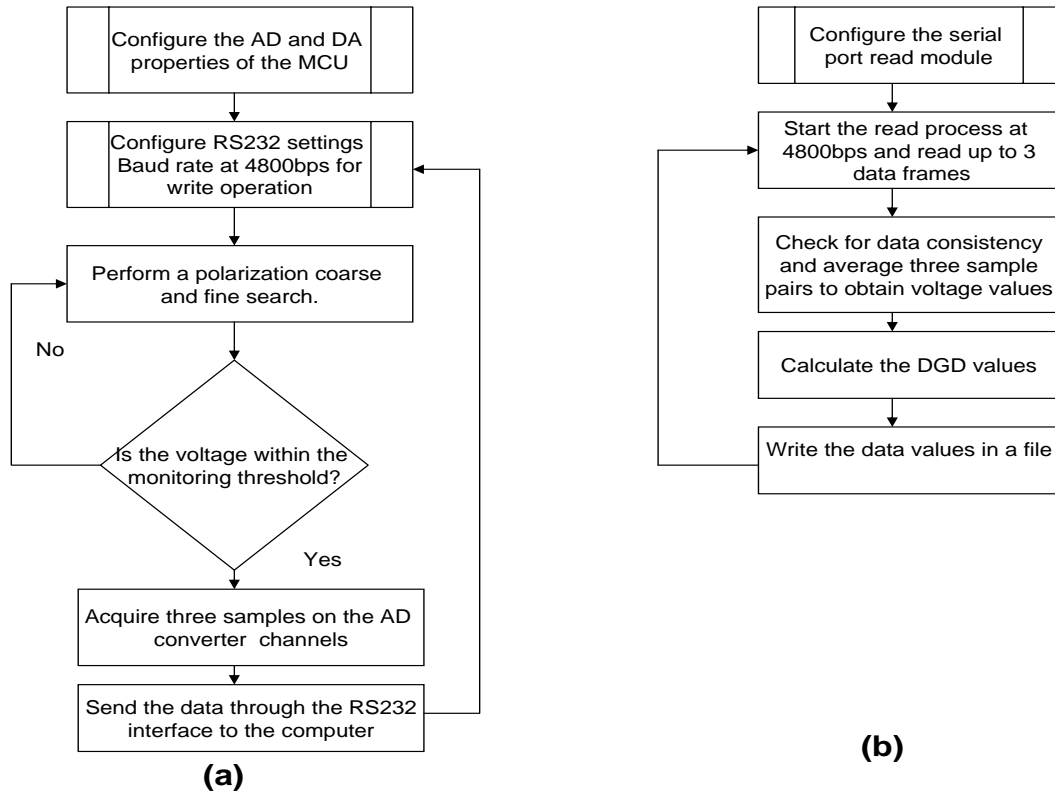 Configure the AD and DA
properties of the MCU
Configure RS232 settings
Baud rate at 4800bps for
write operation
Perform a polarization coarse
and fine search.
No
Is the voltage within the
monitoring threshold?
Yes
Acquire three samples on the AD
converter channels
Send the data through the RS232
interface to the computer
(a)
Configure the serial
port read module
Start the read process at
4800bps and read up to 3
data frames
Check for data consistency
and average three sample
pairs to obtain voltage values
Calculate the DGD values
Write the data values in a file
(b)